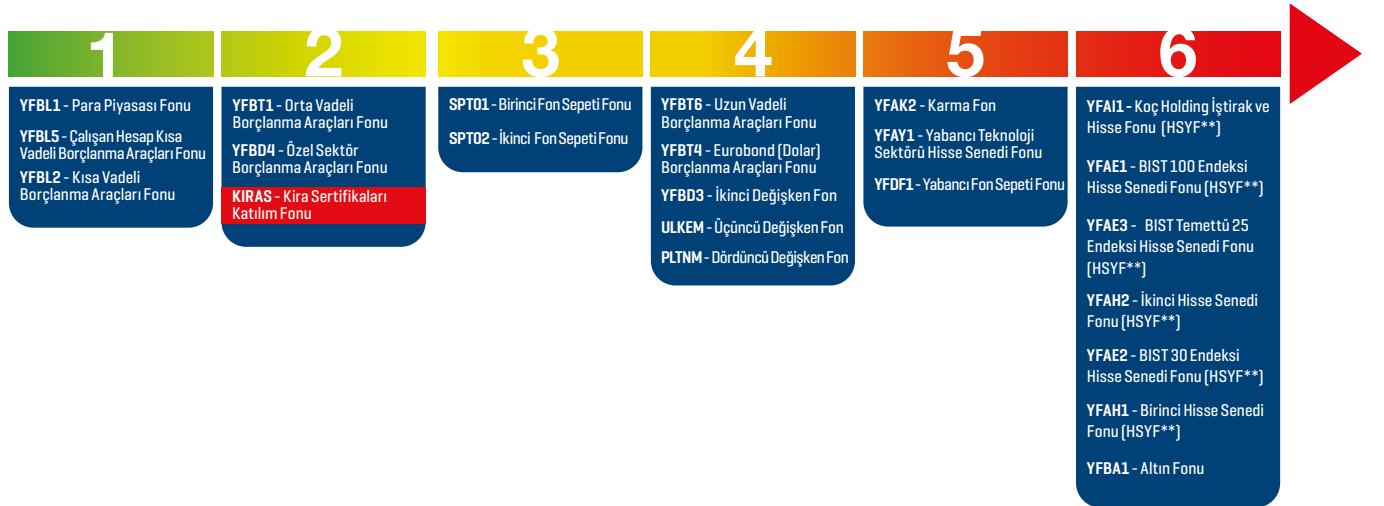 1
YFBL1 - Para Piyasası Fonu
YFBL5 - Çalışan Hesap Kısa
Vadeli Borçlanma Araçları Fonu
YFBL2 - Kısa Vadeli
Borçlanma Araçları Fonu
2
YFBT1 - Orta Vadeli
Borçlanma Araçları Fonu
YFBD4 - Özel Sektör
Borçlanma Araçları Fonu
KIRAS - Kira Sertifikaları
Katılım Fonu
3
SPT01 - Birinci Fon Sepeti Fonu
SPT02 - İkinci Fon Sepeti Fonu
4
YFBT6 - Uzun Vadeli
Borçlanma Araçları Fonu
YFBT4 - Eurobond (Dolar)
Borçlanma Araçları Fonu
YFBD3 - İkinci Değişken Fon
ULKEM - Üçüncü Değişken Fon
PLTNM - Dördüncü Değişken Fon
5
YFAK2 - Karma Fon
YFAY1 - Yabancı Teknoloji
Sektörü Hisse Senedi Fonu
YFDF1 - Yabancı Fon Sepeti Fonu
6
YFAI1 - Koç Holding İştirak ve
Hisse Fonu (HSYF**)
YFAE1 - BIST 100 Endeksi
Hisse Senedi Fonu (HSYF**)
YFAE3 - BIST Temettü 25
Endeksi Hisse Senedi Fonu
(HSYF**)
YFAH2 - İkinci Hisse Senedi
Fonu (HSYF**)
YFAE2 - BIST 30 Endeksi
Hisse Senedi Fonu (HSYF**)
YFAH1 - Birinci Hisse Senedi
Fonu (HSYF**)
YFBA1 - Altın Fonu